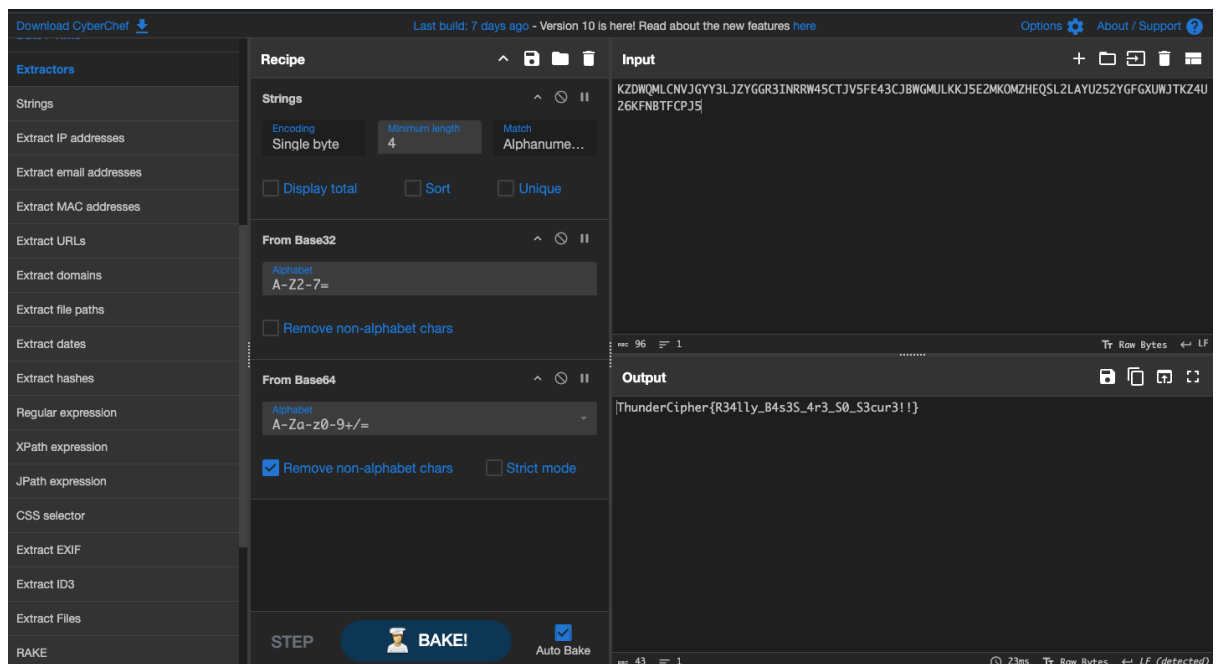 Download CyberChef
Last build: 7 days ago - Version 10 is here! Read about the new features here
Options
About / Support
Extractors
Strings
Extract IP addresses
Extract email addresses
Extract MAC addresses
Extract URLs
Extract domains
Extract file paths
Extract dates
Extract hashes
Regular expression
XPath expression
JPath expression
CSS selector
Extract EXIF
Extract ID3
Extract Files
RAKE
Recipe
Strings
Encoding
Single byte
Minimum length
4
Match
Alphanume...
Display total
Sort
Unique
From Base32
Alphabet
A-Z2-7=
Remove non-alphabet chars
From Base64
Alphabet
A-Za-z0-9+/=
Remove non-alphabet chars
Strict mode
STEP
BAKE!
Auto Bake
Input
KZDWQMLCNVJGYY3LJZYGGR3INRRW45CTJV5FE43CJBWGMULKKJ5E2MKOMZHEQSL2LAYU252YGFGXUWJTKZ4U
26KFNBTFCPJ5
96
1
Raw Bytes
LF
Output
ThunderCipher{R34lly_B4s3S_4r3_S0_S3cur3!!}
43
1
23ms
Raw Bytes
LF (detected)